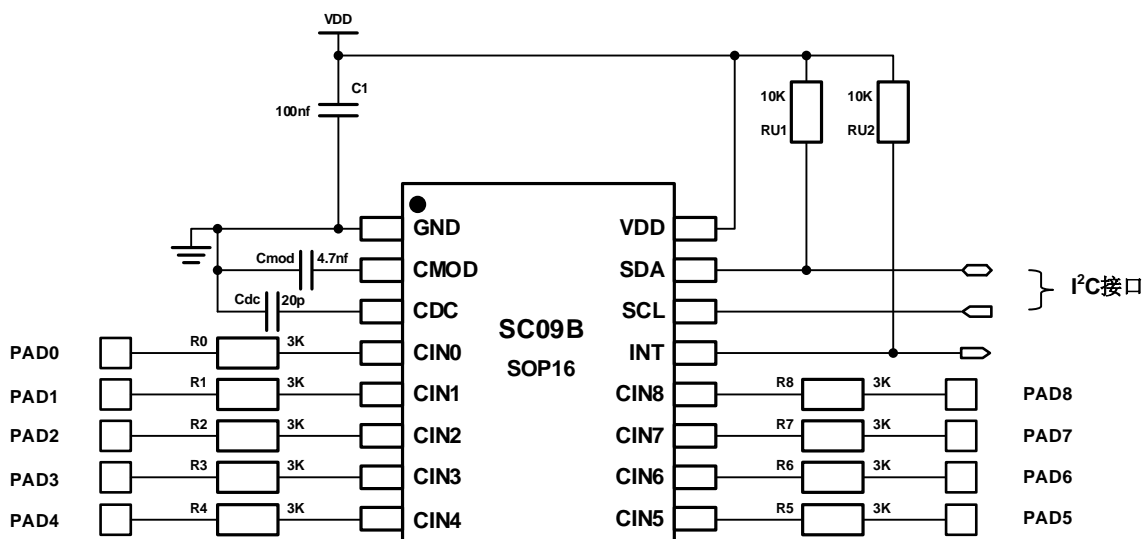 VDD
C1
100nf
10K
RU1
10K
RU2
GND
VDD
Cmod
4.7nf
CMOD
SDA
Cdc
20p
CDC
SCL
I²C接口
SC09B
SOP16
PAD0
R0
3K
CIN0
INT
PAD1
R1
3K
CIN1
CIN8
R8
3K
PAD8
PAD2
R2
3K
CIN2
CIN7
R7
3K
PAD7
PAD3
R3
3K
CIN3
CIN6
R6
3K
PAD6
PAD4
R4
3K
CIN4
CIN5
R5
3K
PAD5